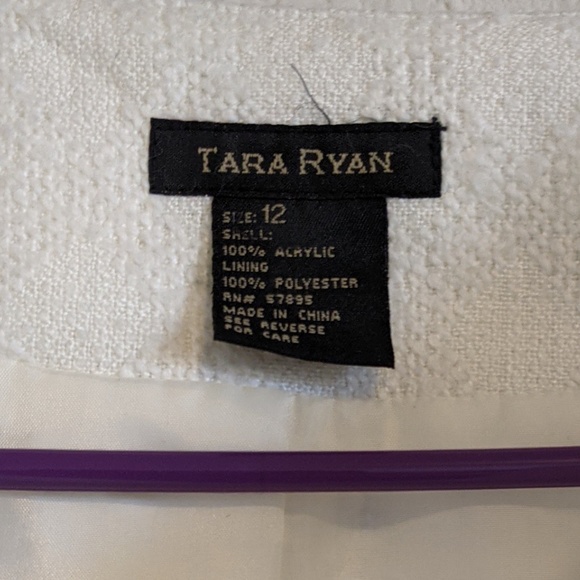 TARA RYAN
SIZE: 12
SHELL:
100% ACRYLIC
LINING
100% POLYESTER
RN# 57895
MADE IN CHINA
SEE REVERSE
FOR CARE